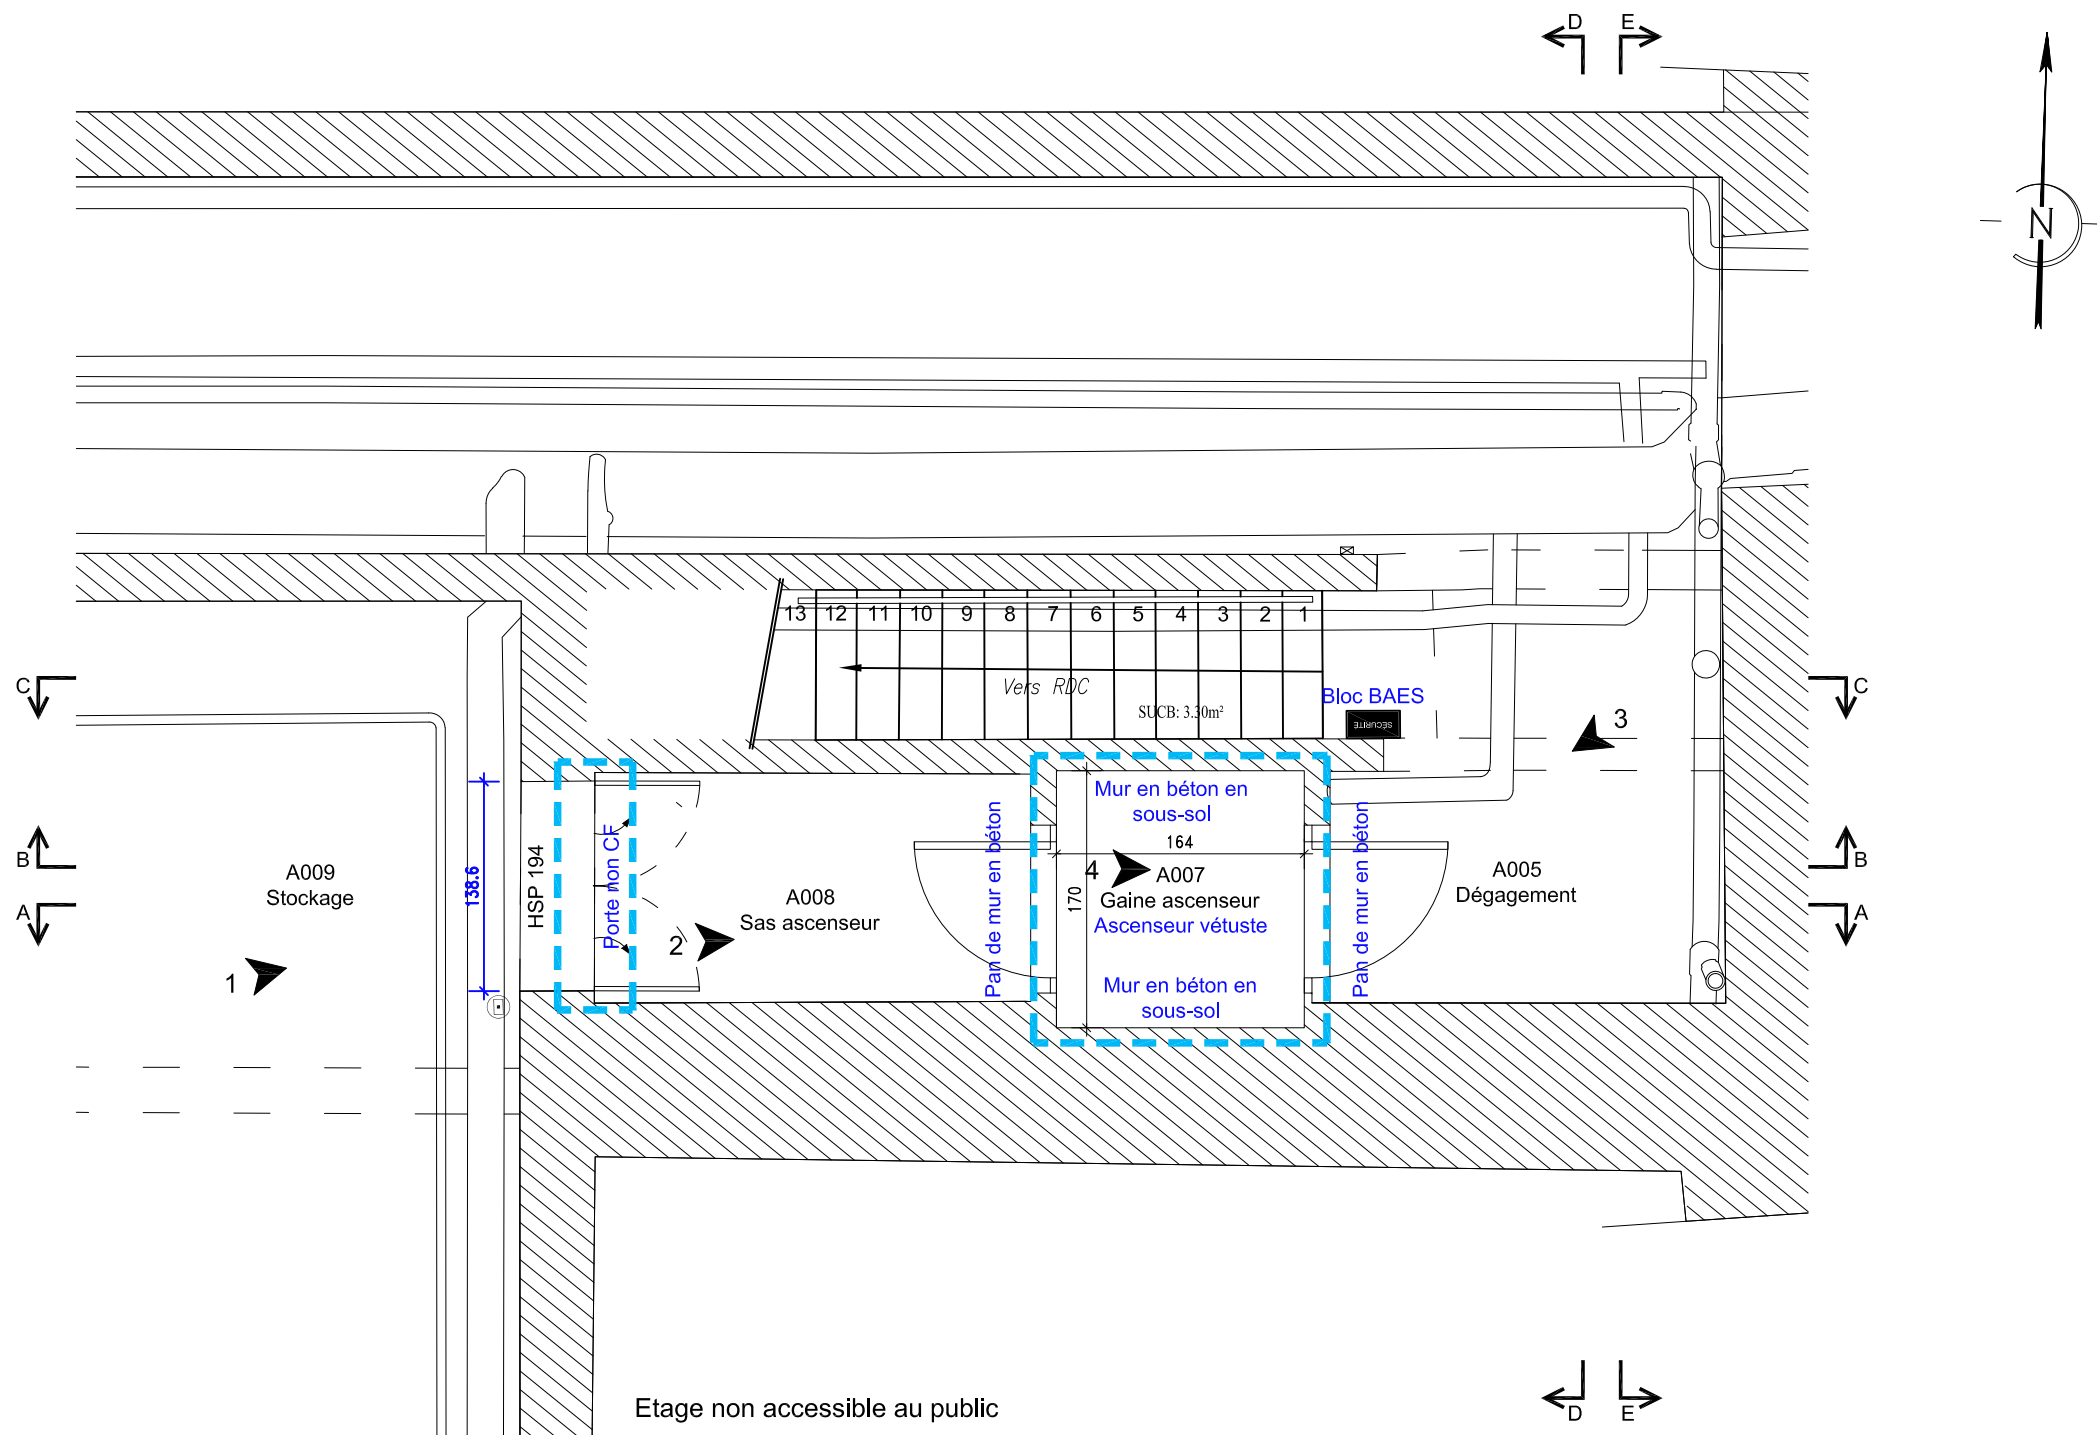 D E
N
13 12 11 10 9 8 7 6 5 4 3 2 1
Vers RDC
SUCB: 3.30m²
Bloc BAES
SÉCURITÉ
3
C
C
B
B
A
A
A009
Stockage
1
138.6
HSP 194
Porte non CF
2
A008
Sas ascenseur
Pan de mur en béton
Mur en béton en
sous-sol
164
170
4
A007
Gaine ascenseur
Ascenseur vétuste
Mur en béton en
sous-sol
Pan de mur en béton
A005
Dégagement
Etage non accessible au public
D E